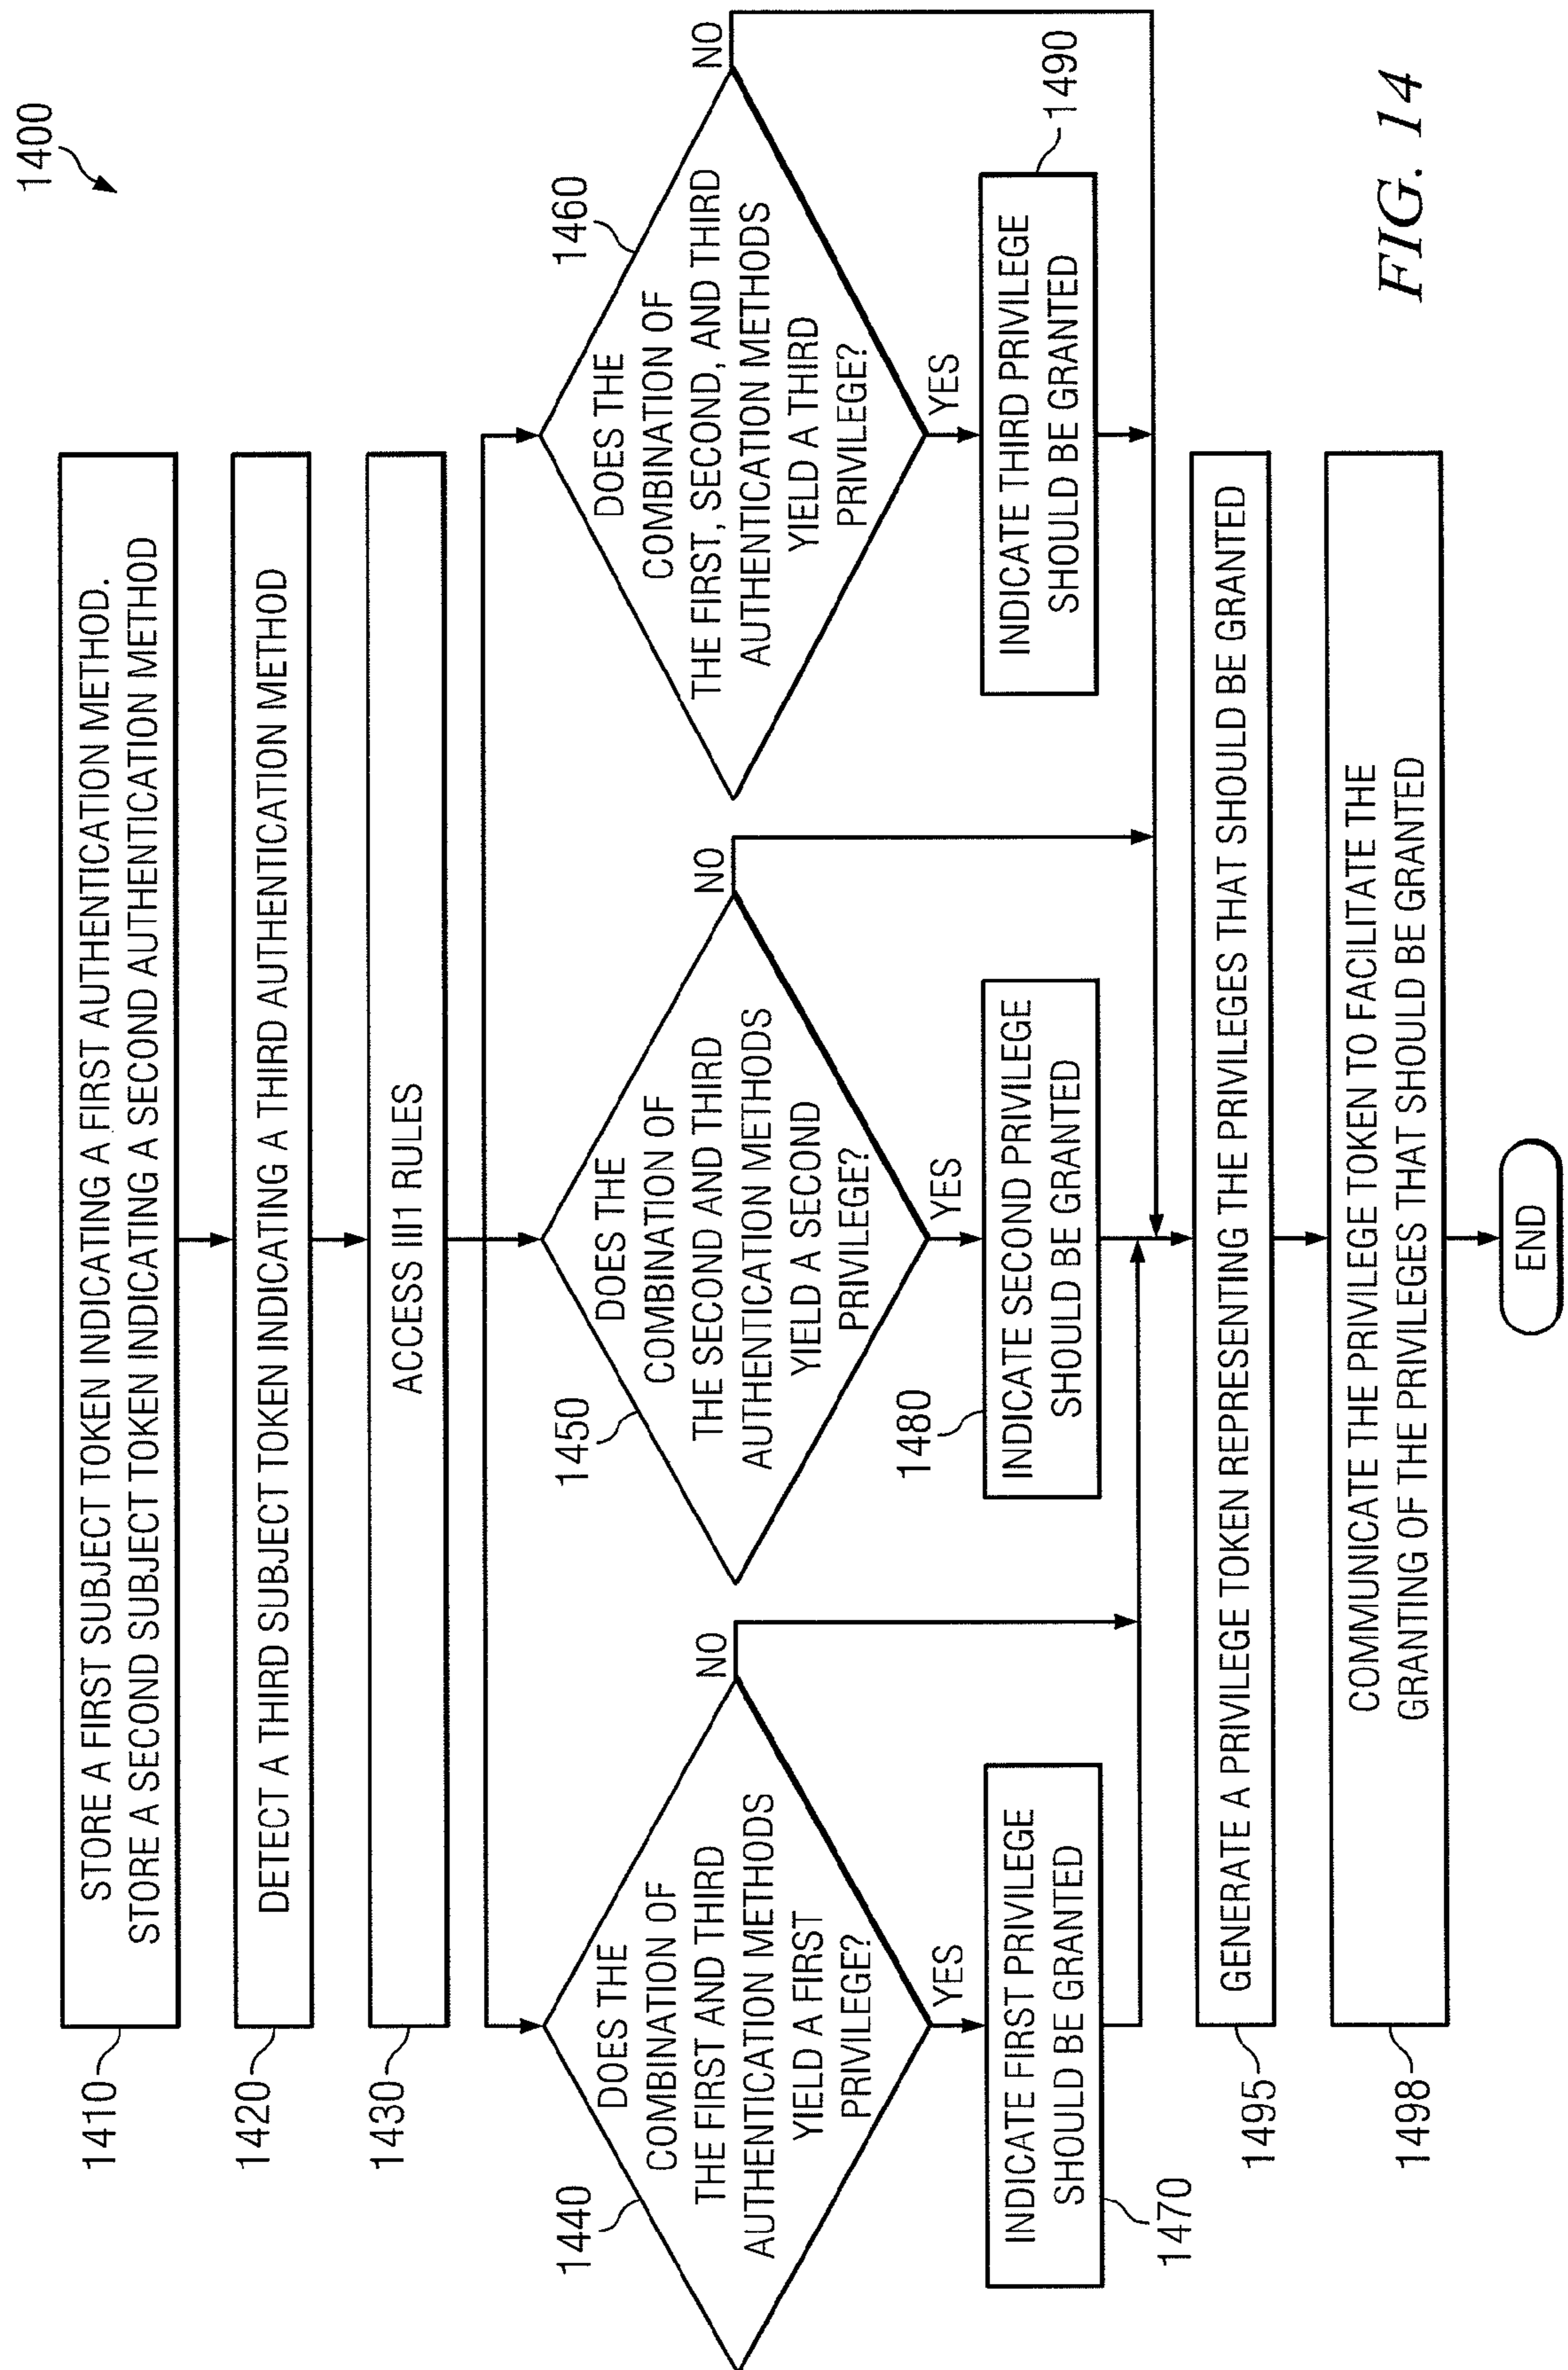 1400
1410
STORE A FIRST SUBJECT TOKEN INDICATING A FIRST AUTHENTICATION METHOD.
STORE A SECOND SUBJECT TOKEN INDICATING A SECOND AUTHENTICATION METHOD
1420
DETECT A THIRD SUBJECT TOKEN INDICATING A THIRD AUTHENTICATION METHOD
1430
ACCESS III1 RULES
1440
DOES THE
COMBINATION OF
THE FIRST AND THIRD
AUTHENTICATION METHODS
YIELD A FIRST
PRIVILEGE?
NO
YES
1450
DOES THE
COMBINATION OF
THE SECOND AND THIRD
AUTHENTICATION METHODS
YIELD A SECOND
PRIVILEGE?
NO
YES
1460
DOES THE
COMBINATION OF
THE FIRST, SECOND, AND THIRD
AUTHENTICATION METHODS
YIELD A THIRD
PRIVILEGE?
NO
YES
INDICATE FIRST PRIVILEGE
SHOULD BE GRANTED
1470
1480
INDICATE SECOND PRIVILEGE
SHOULD BE GRANTED
INDICATE THIRD PRIVILEGE
SHOULD BE GRANTED
1490
1495
GENERATE A PRIVILEGE TOKEN REPRESENTING THE PRIVILEGES THAT SHOULD BE GRANTED
1498
COMMUNICATE THE PRIVILEGE TOKEN TO FACILITATE THE
GRANTING OF THE PRIVILEGES THAT SHOULD BE GRANTED
END
FIG. 14